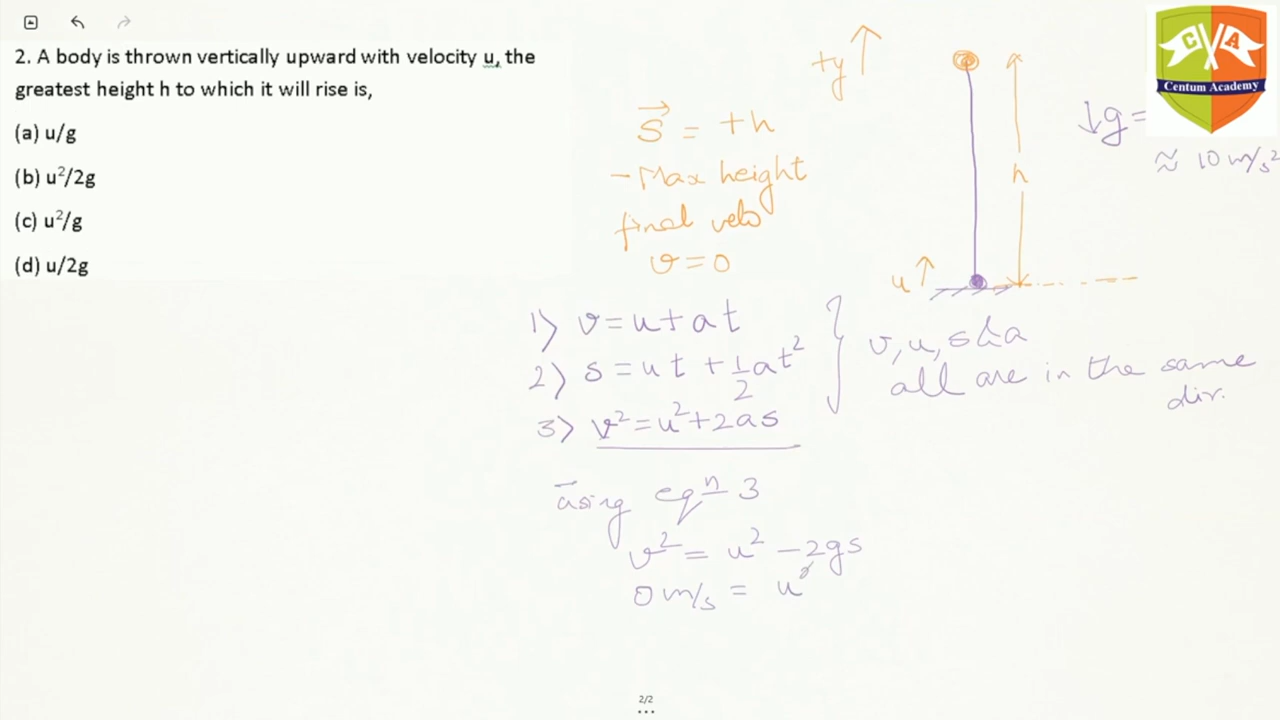 2. A body is thrown vertically upward with velocity u, the
greatest height h to which it will rise is,
(a) u/g
(b) u²/2g
(c) u²/g
(d) u/2g
+y
s = +h
- Max height
final velo
v = 0
h
u
g =
≈ 10 m/s²
C A
Centum Academy
1) v = u + at
2) s = ut + 1/2 at²
3) v² = u² + 2as
v, u, s & a
all are in the same
dir.
using eqn 3
v² = u² - 2gs
0 m/s = u²
2/2